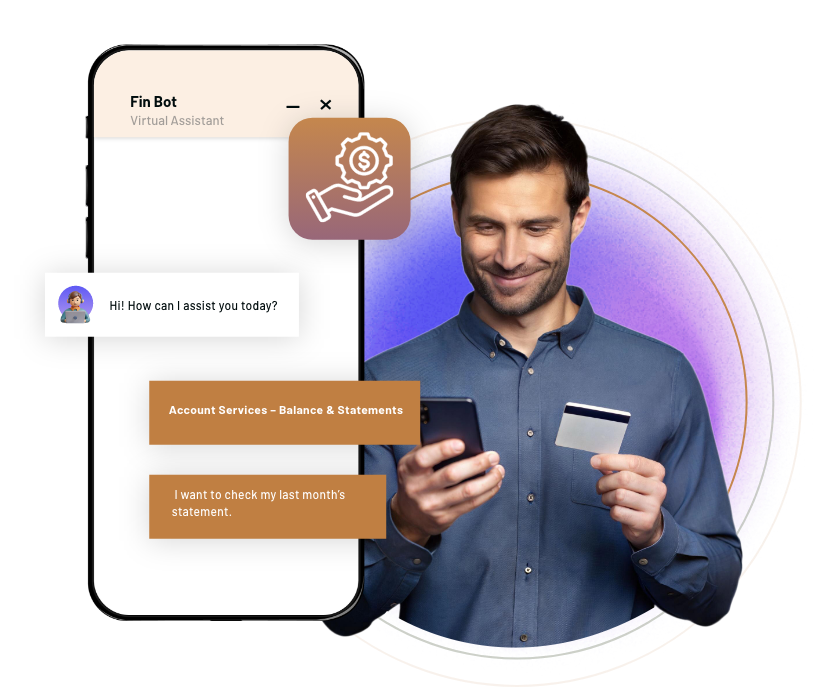 Fin Bot
Virtual Assistant
Hi! How can I assist you today?
Account Services – Balance & Statements
I want to check my last month's
statement.